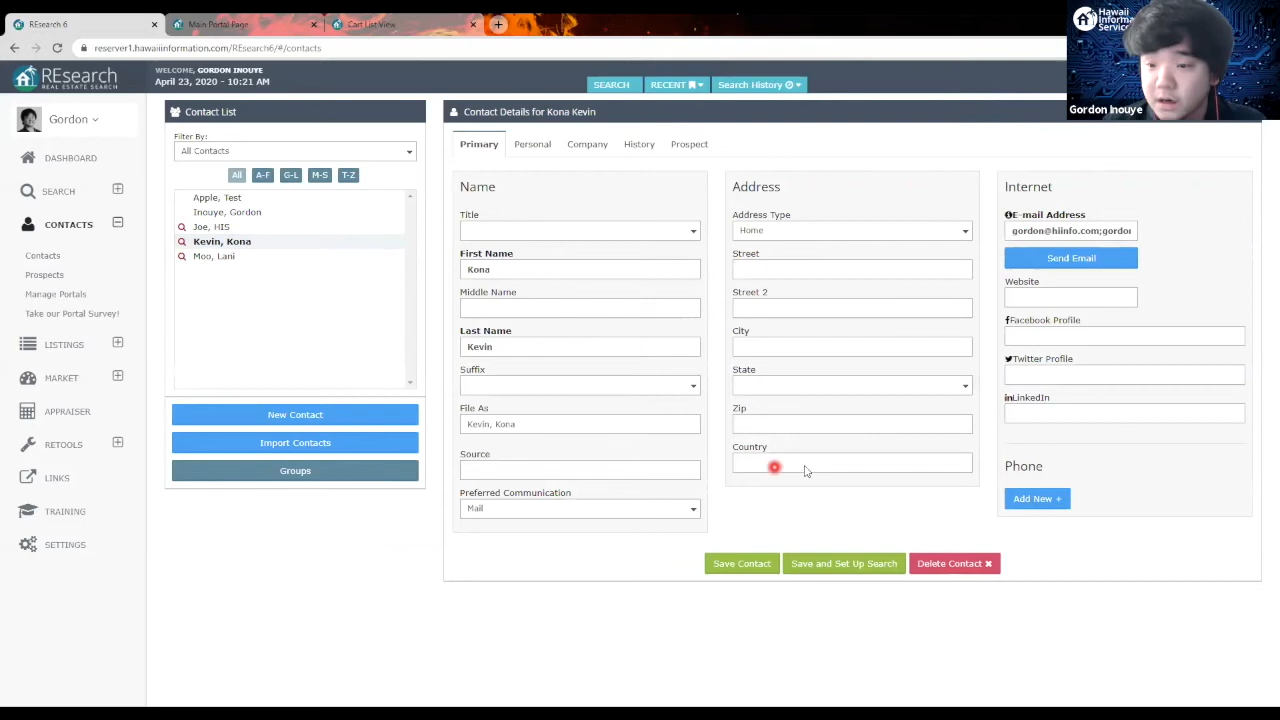 REsearch 6
Main Portal Page
Cart List View
reserver1.hawaiiinformation.com/REsearch6/#/contacts
Hawaii
Information
Service
Gordon Inouye
REsearch
REAL ESTATE SEARCH
WELCOME, GORDON INOUYE
April 23, 2020 - 10:21 AM
SEARCH
RECENT
Search History
Gordon
DASHBOARD
SEARCH
CONTACTS
Contacts
Prospects
Manage Portals
Take our Portal Survey!
LISTINGS
MARKET
APPRAISER
RETOOLS
LINKS
TRAINING
SETTINGS
Contact List
Filter By:
All Contacts
All
A-F
G-L
M-S
T-Z
Apple, Test
Inouye, Gordon
Joe, HIS
Kevin, Kona
Moo, Lani
New Contact
Import Contacts
Groups
Contact Details for Kona Kevin
Primary
Personal
Company
History
Prospect
Name
Title
First Name
Kona
Middle Name
Last Name
Kevin
Suffix
File As
Kevin, Kona
Source
Preferred Communication
Mail
Address
Address Type
Home
Street
Street 2
City
State
Zip
Country
Internet
E-mail Address
gordon@hiinfo.com;gordon
Send Email
Website
Facebook Profile
Twitter Profile
LinkedIn
Phone
Add New +
Save Contact
Save and Set Up Search
Delete Contact ✖